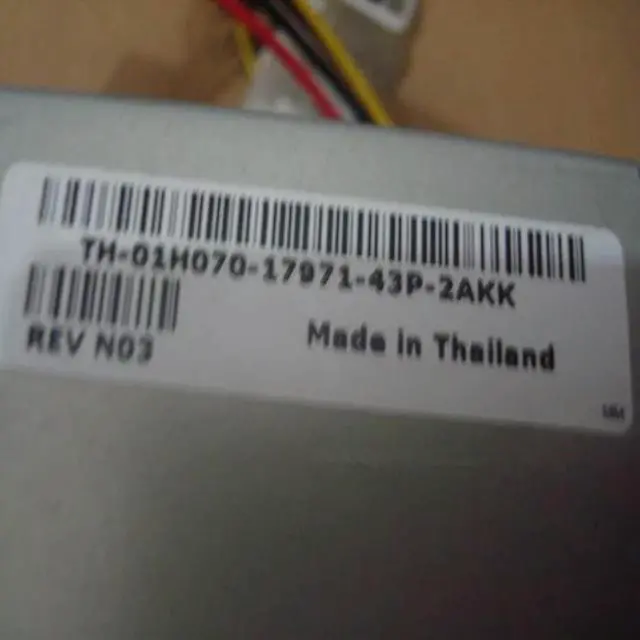 TH-01H070-17971-43P-2AKK
REV N03
Made in Thailand